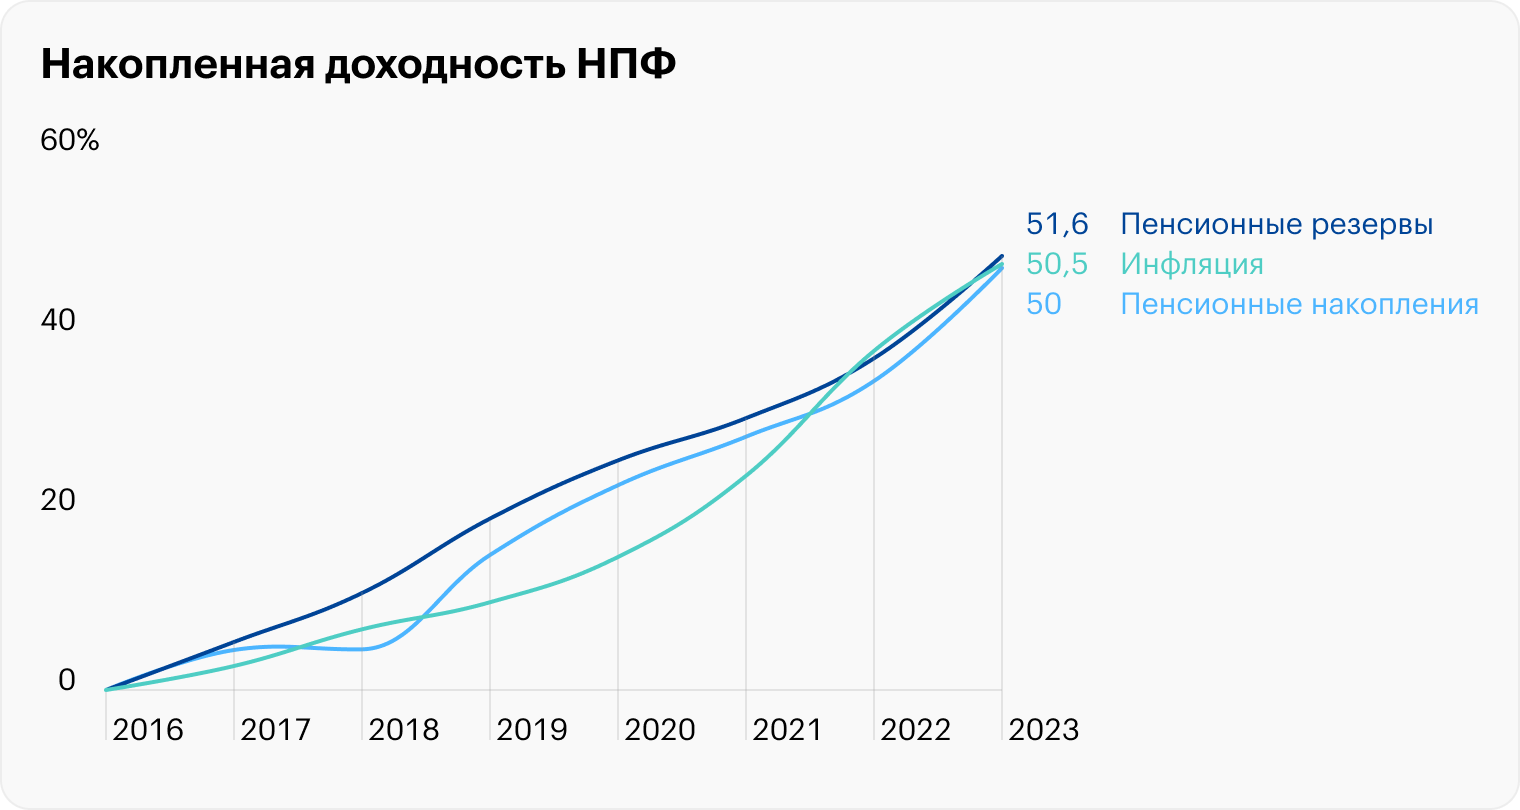 Накопленная доходность НПФ
60%
51,6 Пенсионные резервы
50,5 Инфляция
50 Пенсионные накопления
40
20
0
2016 2017 2018 2019 2020 2021 2022 2023